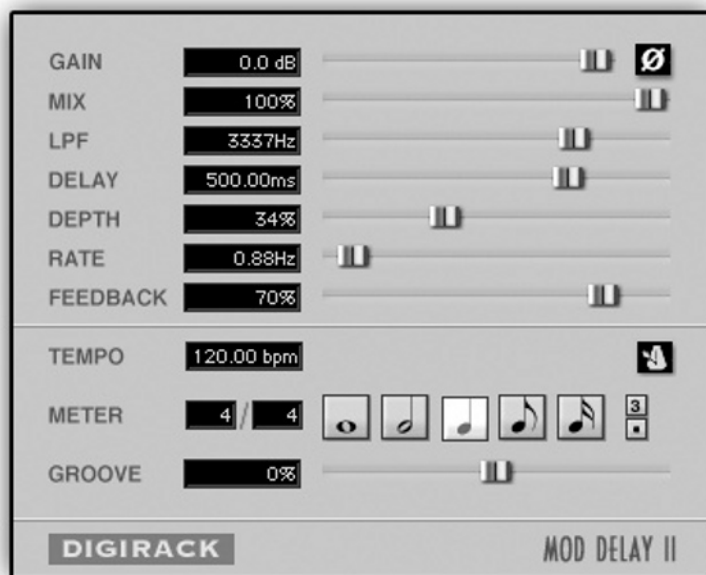 GAIN 0.0 dB Ø
MIX 100%
LPF 3337Hz
DELAY 500.00ms
DEPTH 34%
RATE 0.88Hz
FEEDBACK 70%
TEMPO 120.00 bpm
METER 4 / 4 3
GROOVE 0%
DIGIRACK MOD DELAY II